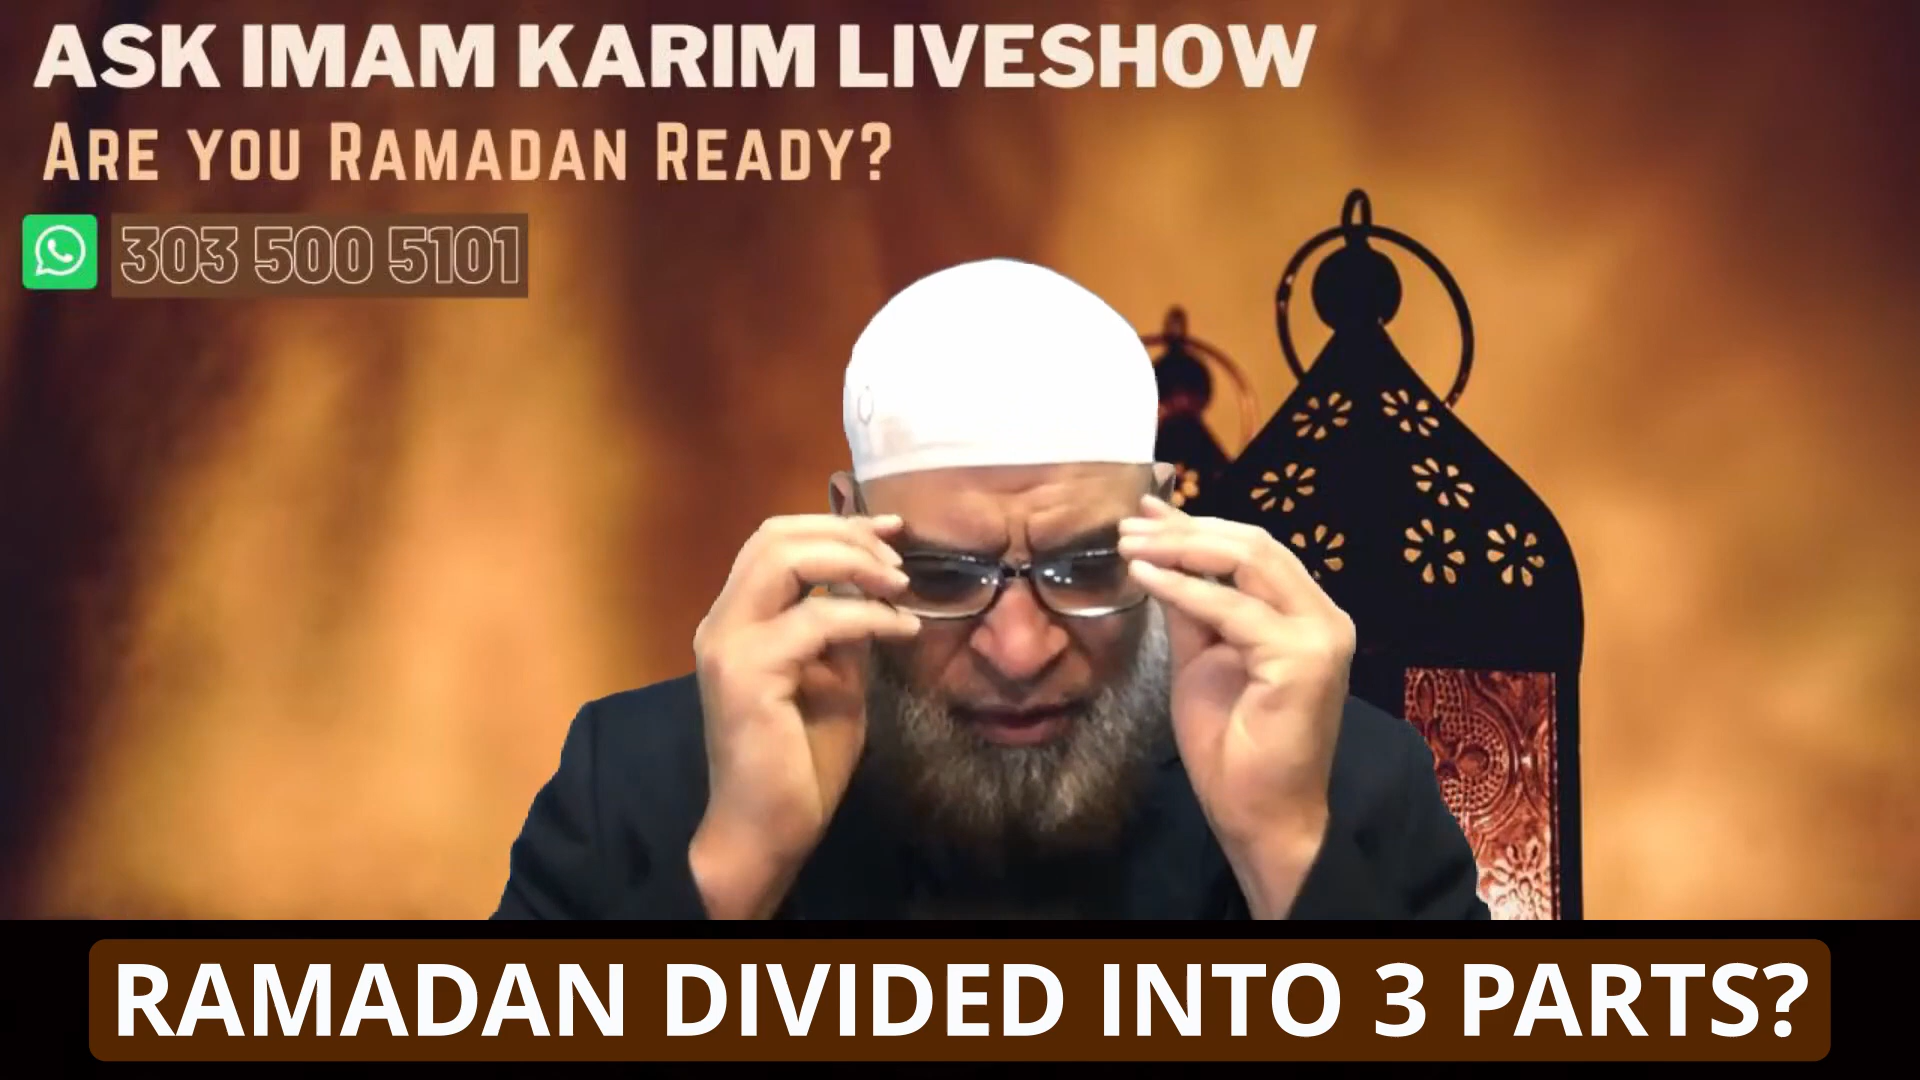 ASK IMAM KARIM LIVESHOW
ARE YOU RAMADAN READY?
303 500 5101
RAMADAN DIVIDED INTO 3 PARTS?